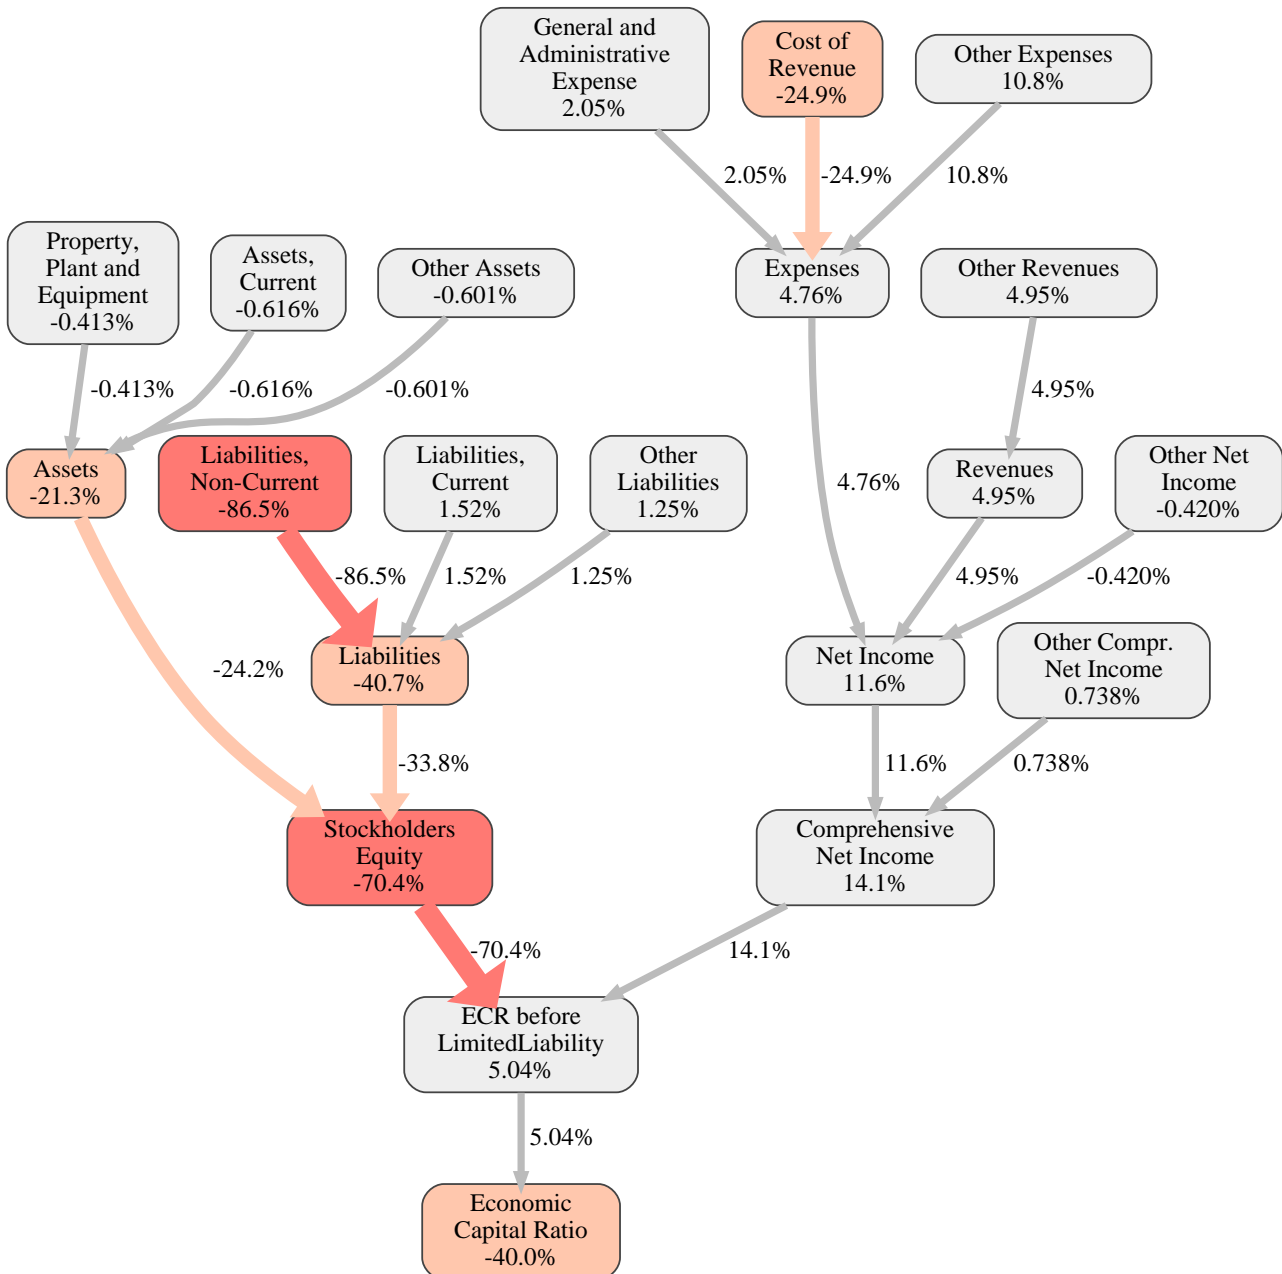 General and
Administrative
Expense
2.05%
Cost of
Revenue
-24.9%
Other Expenses
10.8%
2.05%
-24.9%
10.8%
Property,
Plant and
Equipment
-0.413%
Assets,
Current
-0.616%
Other Assets
-0.601%
Expenses
4.76%
Other Revenues
4.95%
-0.413%
-0.616%
-0.601%
4.95%
Assets
-21.3%
Liabilities,
Non-Current
-86.5%
Liabilities,
Current
1.52%
Other
Liabilities
1.25%
4.76%
Revenues
4.95%
Other Net
Income
-0.420%
-86.5%
1.52%
1.25%
4.95%
-0.420%
-24.2%
Liabilities
-40.7%
Net Income
11.6%
Other Compr.
Net Income
0.738%
-33.8%
11.6%
0.738%
Stockholders
Equity
-70.4%
Comprehensive
Net Income
14.1%
-70.4%
14.1%
ECR before
LimitedLiability
5.04%
5.04%
Economic
Capital Ratio
-40.0%